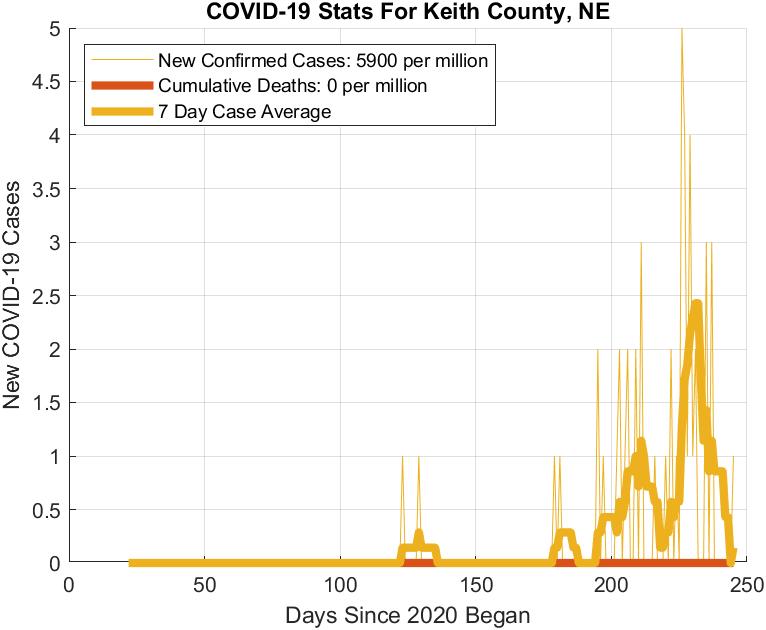 COVID-19 Stats For Keith County, NE
New Confirmed Cases: 5900 per million
Cumulative Deaths: 0 per million
7 Day Case Average
New COVID-19 Cases
5
4.5
4
3.5
3
2.5
2
1.5
1
0.5
0
0 50 100 150 200 250
Days Since 2020 Began